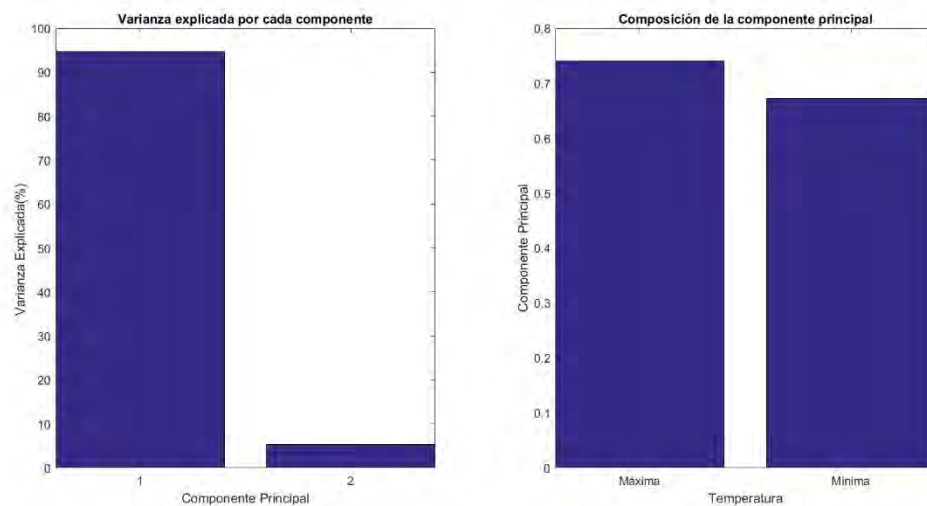 Varianza explicada por cada componente
100
90
80
70
60
50
40
30
20
10
0
Varianza Explicada(%)
1
2
Componente Principal
Composición de la componente principal
0.8
0.7
0.6
0.5
0.4
0.3
0.2
0.1
0
Componente Principal
Máxima
Mínima
Temperatura